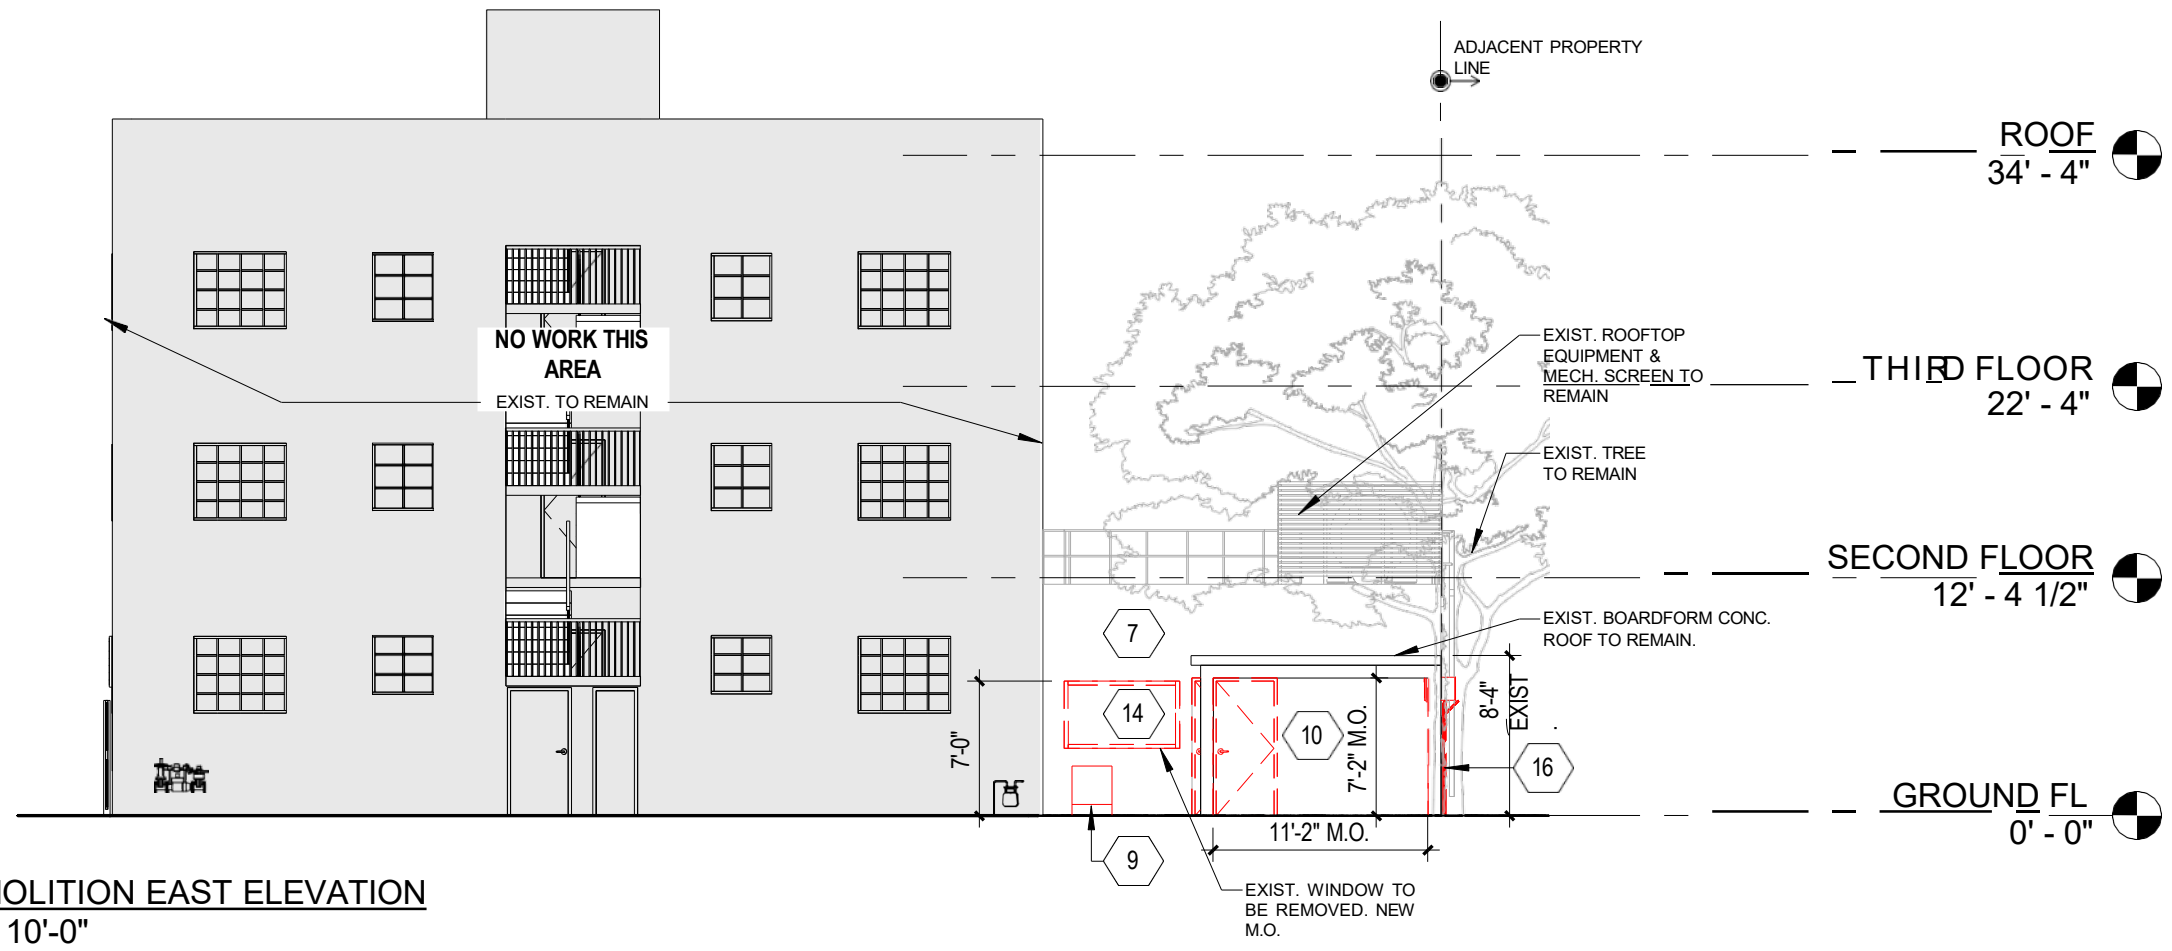 ADJACENT PROPERTY
LINE
ROOF
34' - 4"
NO WORK THIS
AREA
EXIST. TO REMAIN
EXIST. ROOFTOP
EQUIPMENT &
MECH. SCREEN TO
REMAIN
THIRD FLOOR
22' - 4"
EXIST. TREE
TO REMAIN
SECOND FLOOR
12' - 4 1/2"
EXIST. BOARDFORM CONC.
ROOF TO REMAIN.
7
14
10
16
9
7'-0"
7'-2" M.O.
8'-4"
EXIST
.
11'-2" M.O.
GROUND FL
0' - 0"
EXIST. WINDOW TO
BE REMOVED. NEW
M.O.
OLITION EAST ELEVATION
10'-0"